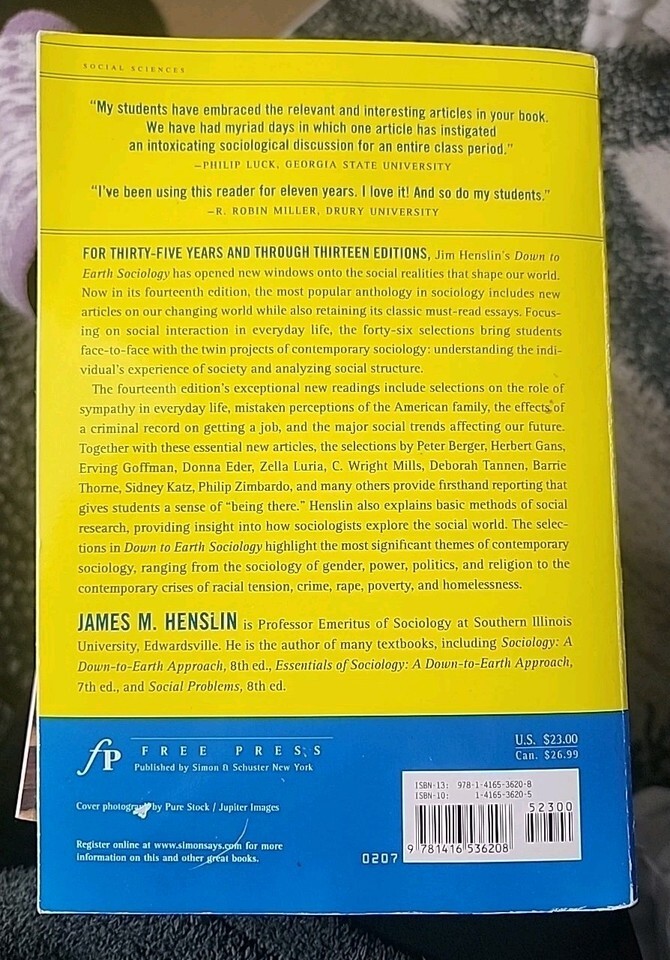 SOCIAL SCIENCES
"My students have embraced the relevant and interesting articles in your book.
We have had myriad days in which one article has instigated
an intoxicating sociological discussion for an entire class period."
—PHILIP LUCK, GEORGIA STATE UNIVERSITY
"I've been using this reader for eleven years. I love it! And so do my students."
—R. ROBIN MILLER, DRURY UNIVERSITY
FOR THIRTY-FIVE YEARS AND THROUGH THIRTEEN EDITIONS, Jim Henslin's Down to
Earth Sociology has opened new windows onto the social realities that shape our world.
Now in its fourteenth edition, the most popular anthology in sociology includes new
articles on our changing world while also retaining its classic must-read essays. Focus-
ing on social interaction in everyday life, the forty-six selections bring students
face-to-face with the twin projects of contemporary sociology: understanding the indi-
vidual's experience of society and analyzing social structure.
The fourteenth edition's exceptional new readings include selections on the role of
sympathy in everyday life, mistaken perceptions of the American family, the effects of
a criminal record on getting a job, and the major social trends affecting our future.
Together with these essential new articles, the selections by Peter Berger, Herbert Gans,
Erving Goffman, Donna Eder, Zella Luria, C. Wright Mills, Deborah Tannen, Barrie
Thorne, Sidney Katz, Philip Zimbardo, and many others provide firsthand reporting that
gives students a sense of "being there." Henslin also explains basic methods of social
research, providing insight into how sociologists explore the social world. The selec-
tions in Down to Earth Sociology highlight the most significant themes of contemporary
sociology, ranging from the sociology of gender, power, politics, and religion to the
contemporary crises of racial tension, crime, rape, poverty, and homelessness.
JAMES M. HENSLIN is Professor Emeritus of Sociology at Southern Illinois
University, Edwardsville. He is the author of many textbooks, including Sociology: A
Down-to-Earth Approach, 8th ed., Essentials of Sociology: A Down-to-Earth Approach,
7th ed., and Social Problems, 8th ed.
fP FREE PRESS
Published by Simon & Schuster New York
U.S. $23.00
Can. $26.99
Cover photography by Pure Stock / Jupiter Images
Register online at www.simonsays.com for more
information on this and other great books.
0207
ISBN-13: 978-1-4165-3620-8
ISBN-10: 1-4165-3620-5
52300
9 781416 536208